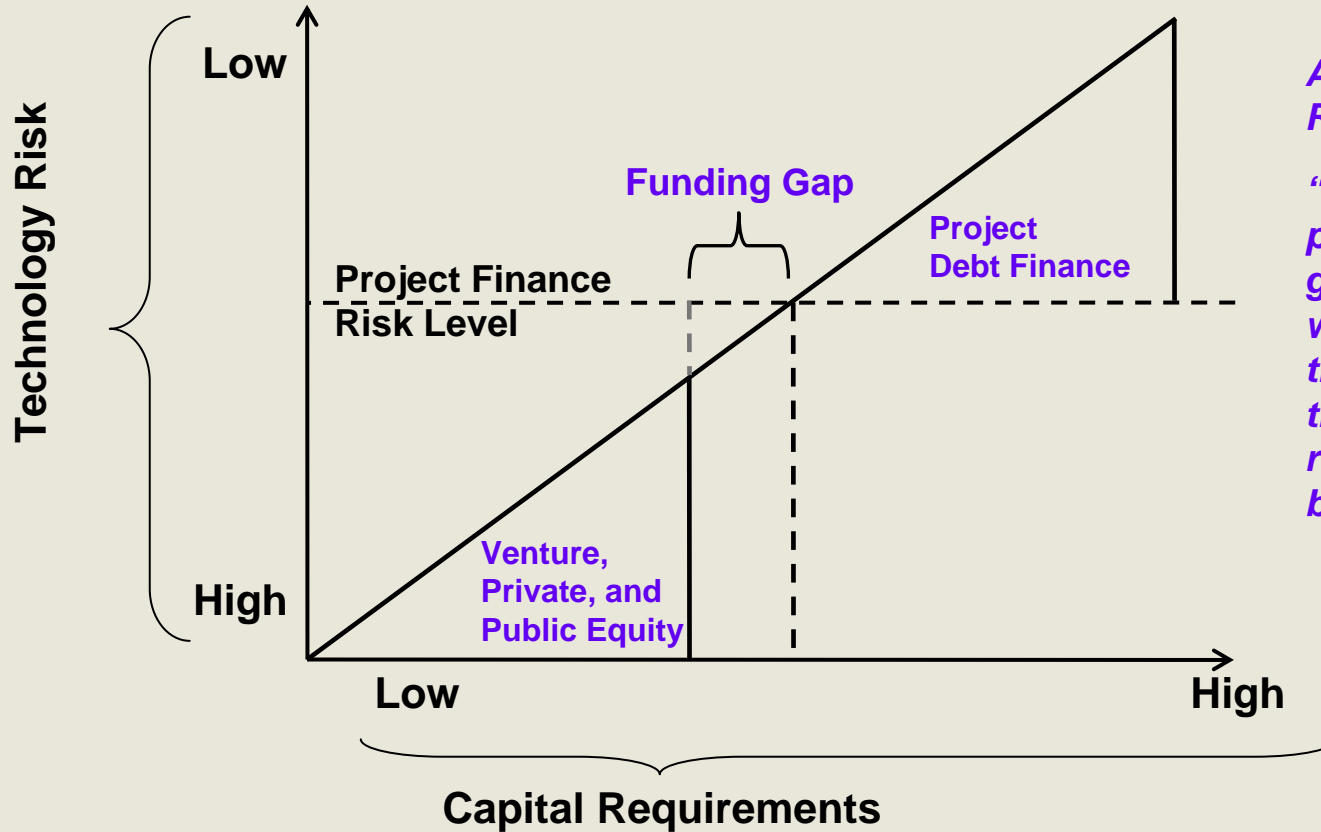 Low
Technology Risk
Funding Gap
Project
Debt Finance
Project Finance
Risk Level
Venture,
Private, and
Public Equity
High
Low
High
Capital Requirements